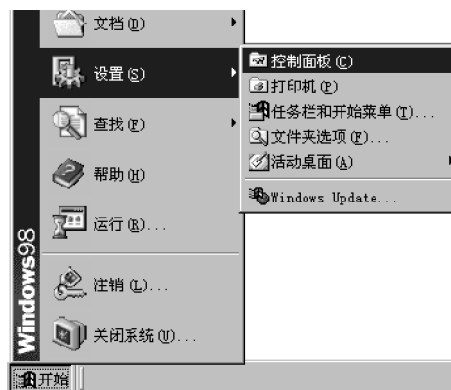 文档(D)
设置(S)
查找(F)
帮助(H)
运行(R)...
注销(L)...
关闭系统(U)...
控制面板(C)
打印机(P)
任务栏和开始菜单(T)...
文件夹选项(F)...
活动桌面(A)
Windows Update...
Windows98
开始